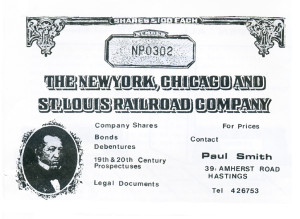 SHARES $100 EACH
NP0302
THE NEW YORK, CHICAGO AND
ST. LOUIS RAILROAD COMPANY
Company Shares
Bonds
Debentures
19th & 20th Century
Prospectuses
Legal Documents
For Prices
Contact
Paul Smith
39, AMHERST ROAD
HASTINGS
Tel 426753